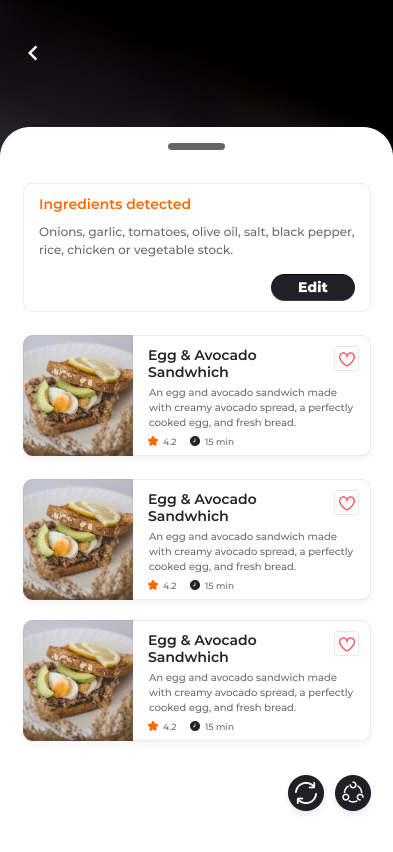 Ingredients detected
Onions, garlic, tomatoes, olive oil, salt, black pepper,
rice, chicken or vegetable stock.
Edit
Egg & Avocado
Sandwhich
An egg and avocado sandwich made
with creamy avocado spread, a perfectly
cooked egg, and fresh bread.
4.2 15 min
Egg & Avocado
Sandwhich
An egg and avocado sandwich made
with creamy avocado spread, a perfectly
cooked egg, and fresh bread.
4.2 15 min
Egg & Avocado
Sandwhich
An egg and avocado sandwich made
with creamy avocado spread, a perfectly
cooked egg, and fresh bread.
4.2 15 min